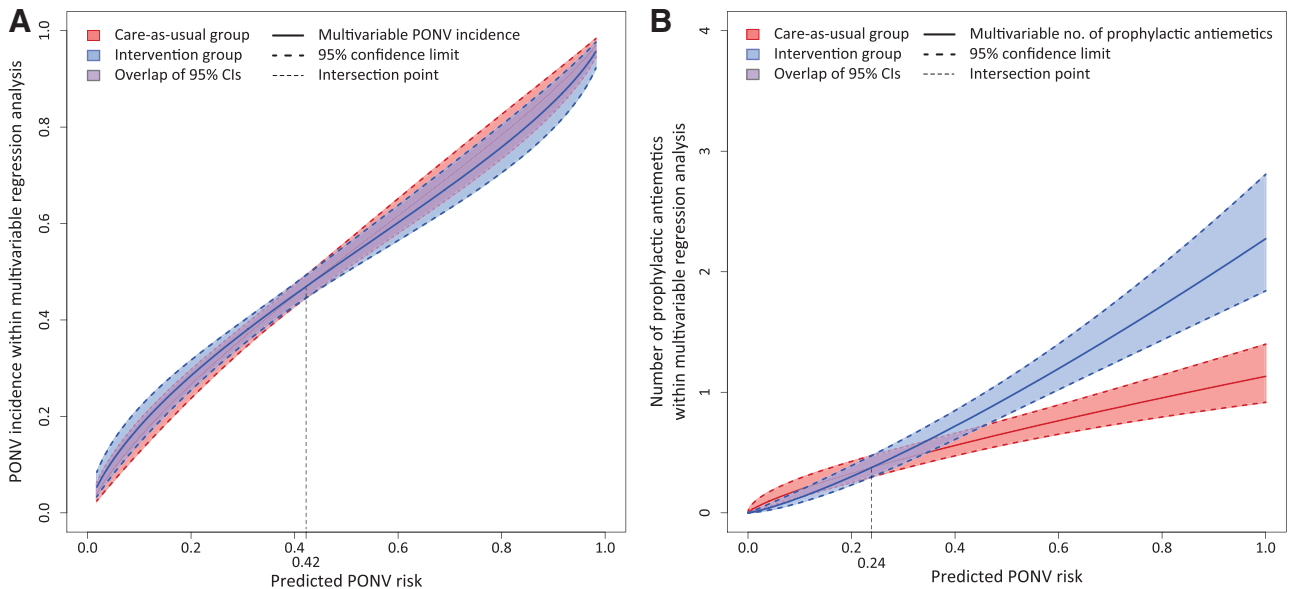 A
PONV incidence within multivariable regression analysis
Care-as-usual group
Intervention group
Overlap of 95% CIs
Multivariable PONV incidence
95% confidence limit
Intersection point
1.0
0.8
0.6
0.4
0.2
0.0
0.0 0.2 0.4 0.6 0.8 1.0
0.42
Predicted PONV risk
B
Number of prophylactic antiemetics
within multivariable regression analysis
Care-as-usual group
Intervention group
Overlap of 95% CIs
Multivariable no. of prophylactic antiemetics
95% confidence limit
Intersection point
4
3
2
1
0
0.0 0.2 0.4 0.6 0.8 1.0
0.24
Predicted PONV risk